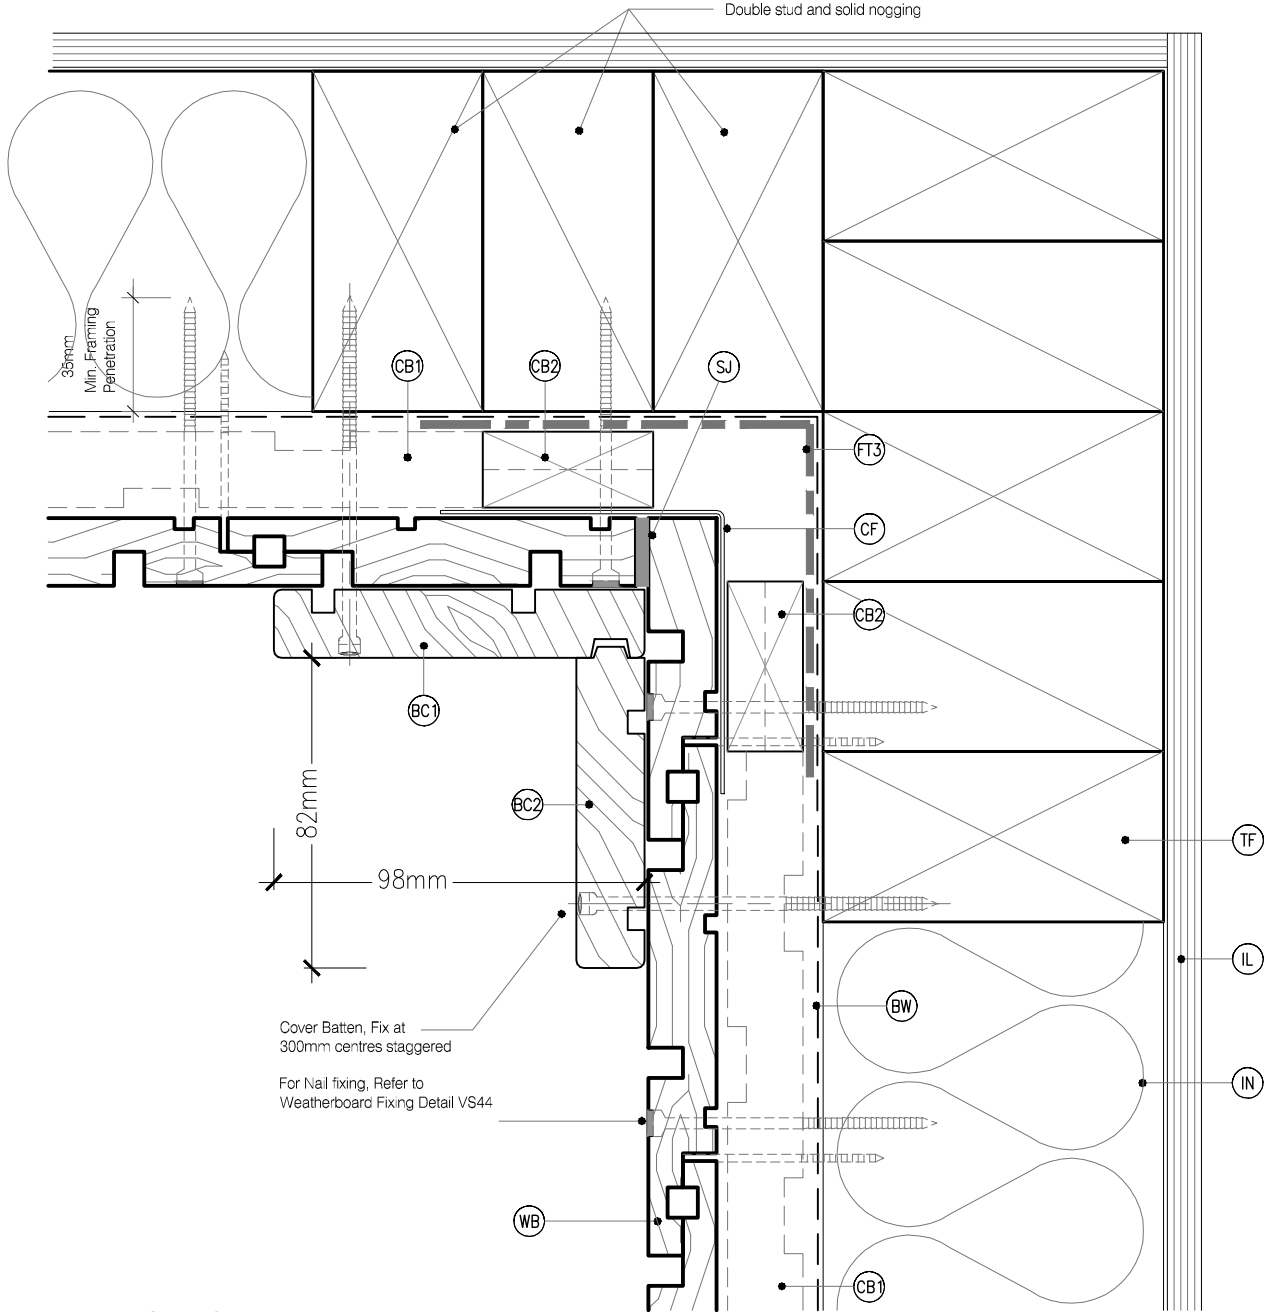 Double stud and solid nogging
35mm
Min. Framing
Penetration
CB1
CB2
SJ
FT3
CF
CB2
BC1
BC2
82mm
98mm
TF
IL
BW
IN
Cover Batten, Fix at
300mm centres staggered
For Nail fixing, Refer to
Weatherboard Fixing Detail VS44
WB
CB1